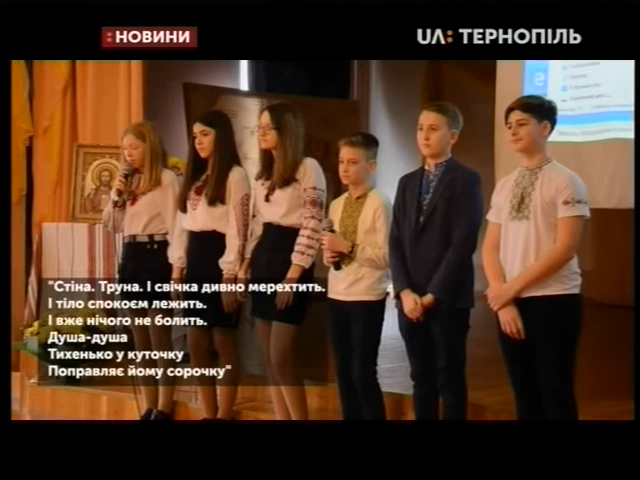 :НОВИНИ
UA: ТЕРНОПІЛЬ
"Стіна. Труна. І свічка дивно мерехтить.
І тіло спокоєм лежить.
І вже нічого не болить.
Душа-душа
Тихенько у куточку
Поправляє йому сорочку"